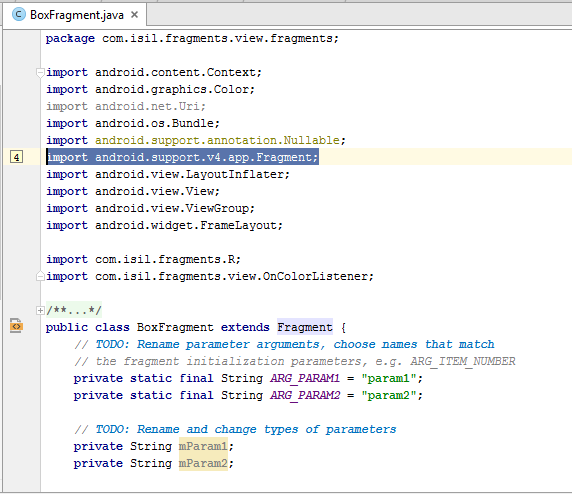 BoxFragment.java
package com.isil.fragments.view.fragments;
import android.content.Context;
import android.graphics.Color;
import android.net.Uri;
import android.os.Bundle;
import android.support.annotation.Nullable;
4 import android.support.v4.app.Fragment;
import android.view.LayoutInflater;
import android.view.View;
import android.view.ViewGroup;
import android.widget.FrameLayout;
import com.isil.fragments.R;
import com.isil.fragments.view.OnColorListener;
/**...*/
public class BoxFragment extends Fragment {
// TODO: Rename parameter arguments, choose names that match
// the fragment initialization parameters, e.g. ARG_ITEM_NUMBER
private static final String ARG_PARAM1 = "param1";
private static final String ARG_PARAM2 = "param2";
// TODO: Rename and change types of parameters
private String mParam1;
private String mParam2;